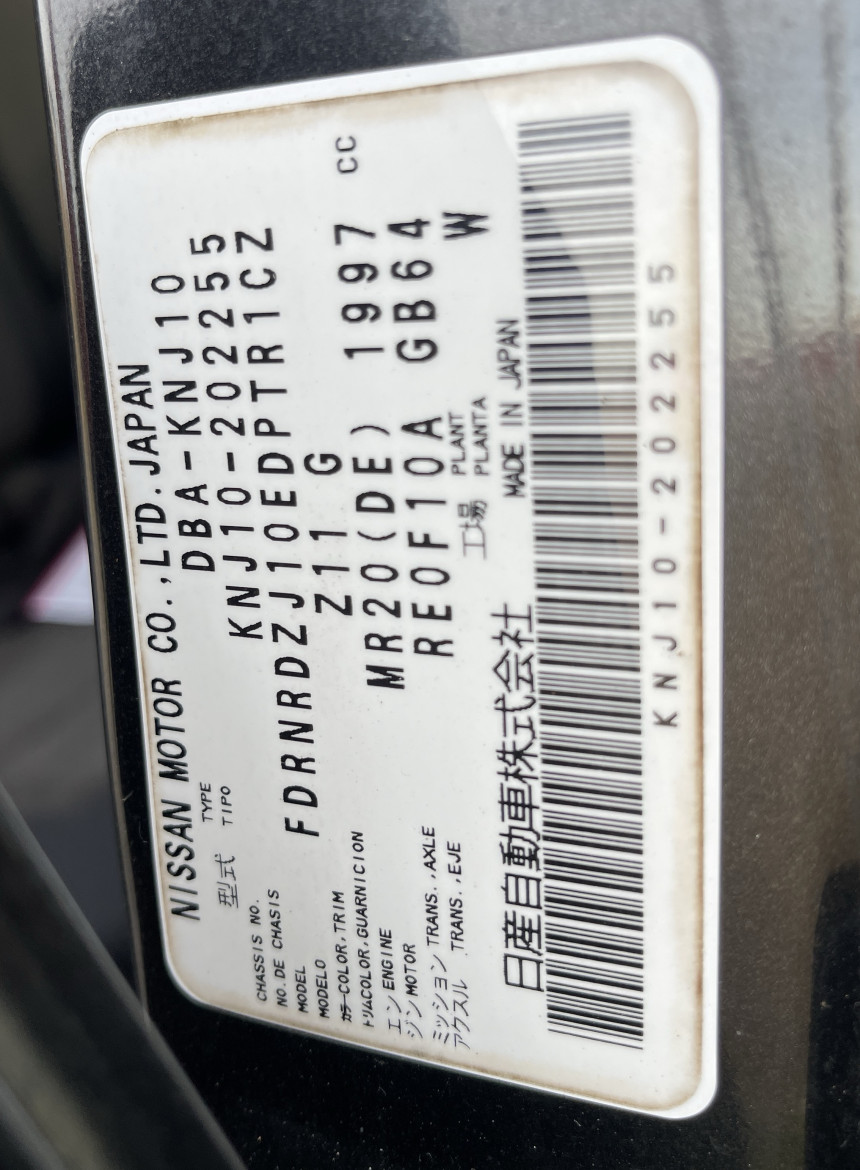 NISSAN MOTOR CO.,LTD.JAPAN
型式 TYPE TIPO DBA-KNJ10
CHASSIS NO. NO.DE CHASIS KNJ10-202255
MODEL MODELO FDRNRDZJ10EDPTR1CZ
カラー COLOR,TRIM トリム COLOR,GUARNICION Z11 G
エンジン ENGINE MOTOR MR20(DE) 1997 CC
ミッション TRANS.,AXLE アクスル TRANS.,EJE RE0F10A GB64
工場 PLANT PLANTA W
日産自動車株式会社 MADE IN JAPAN
KNJ10-202255